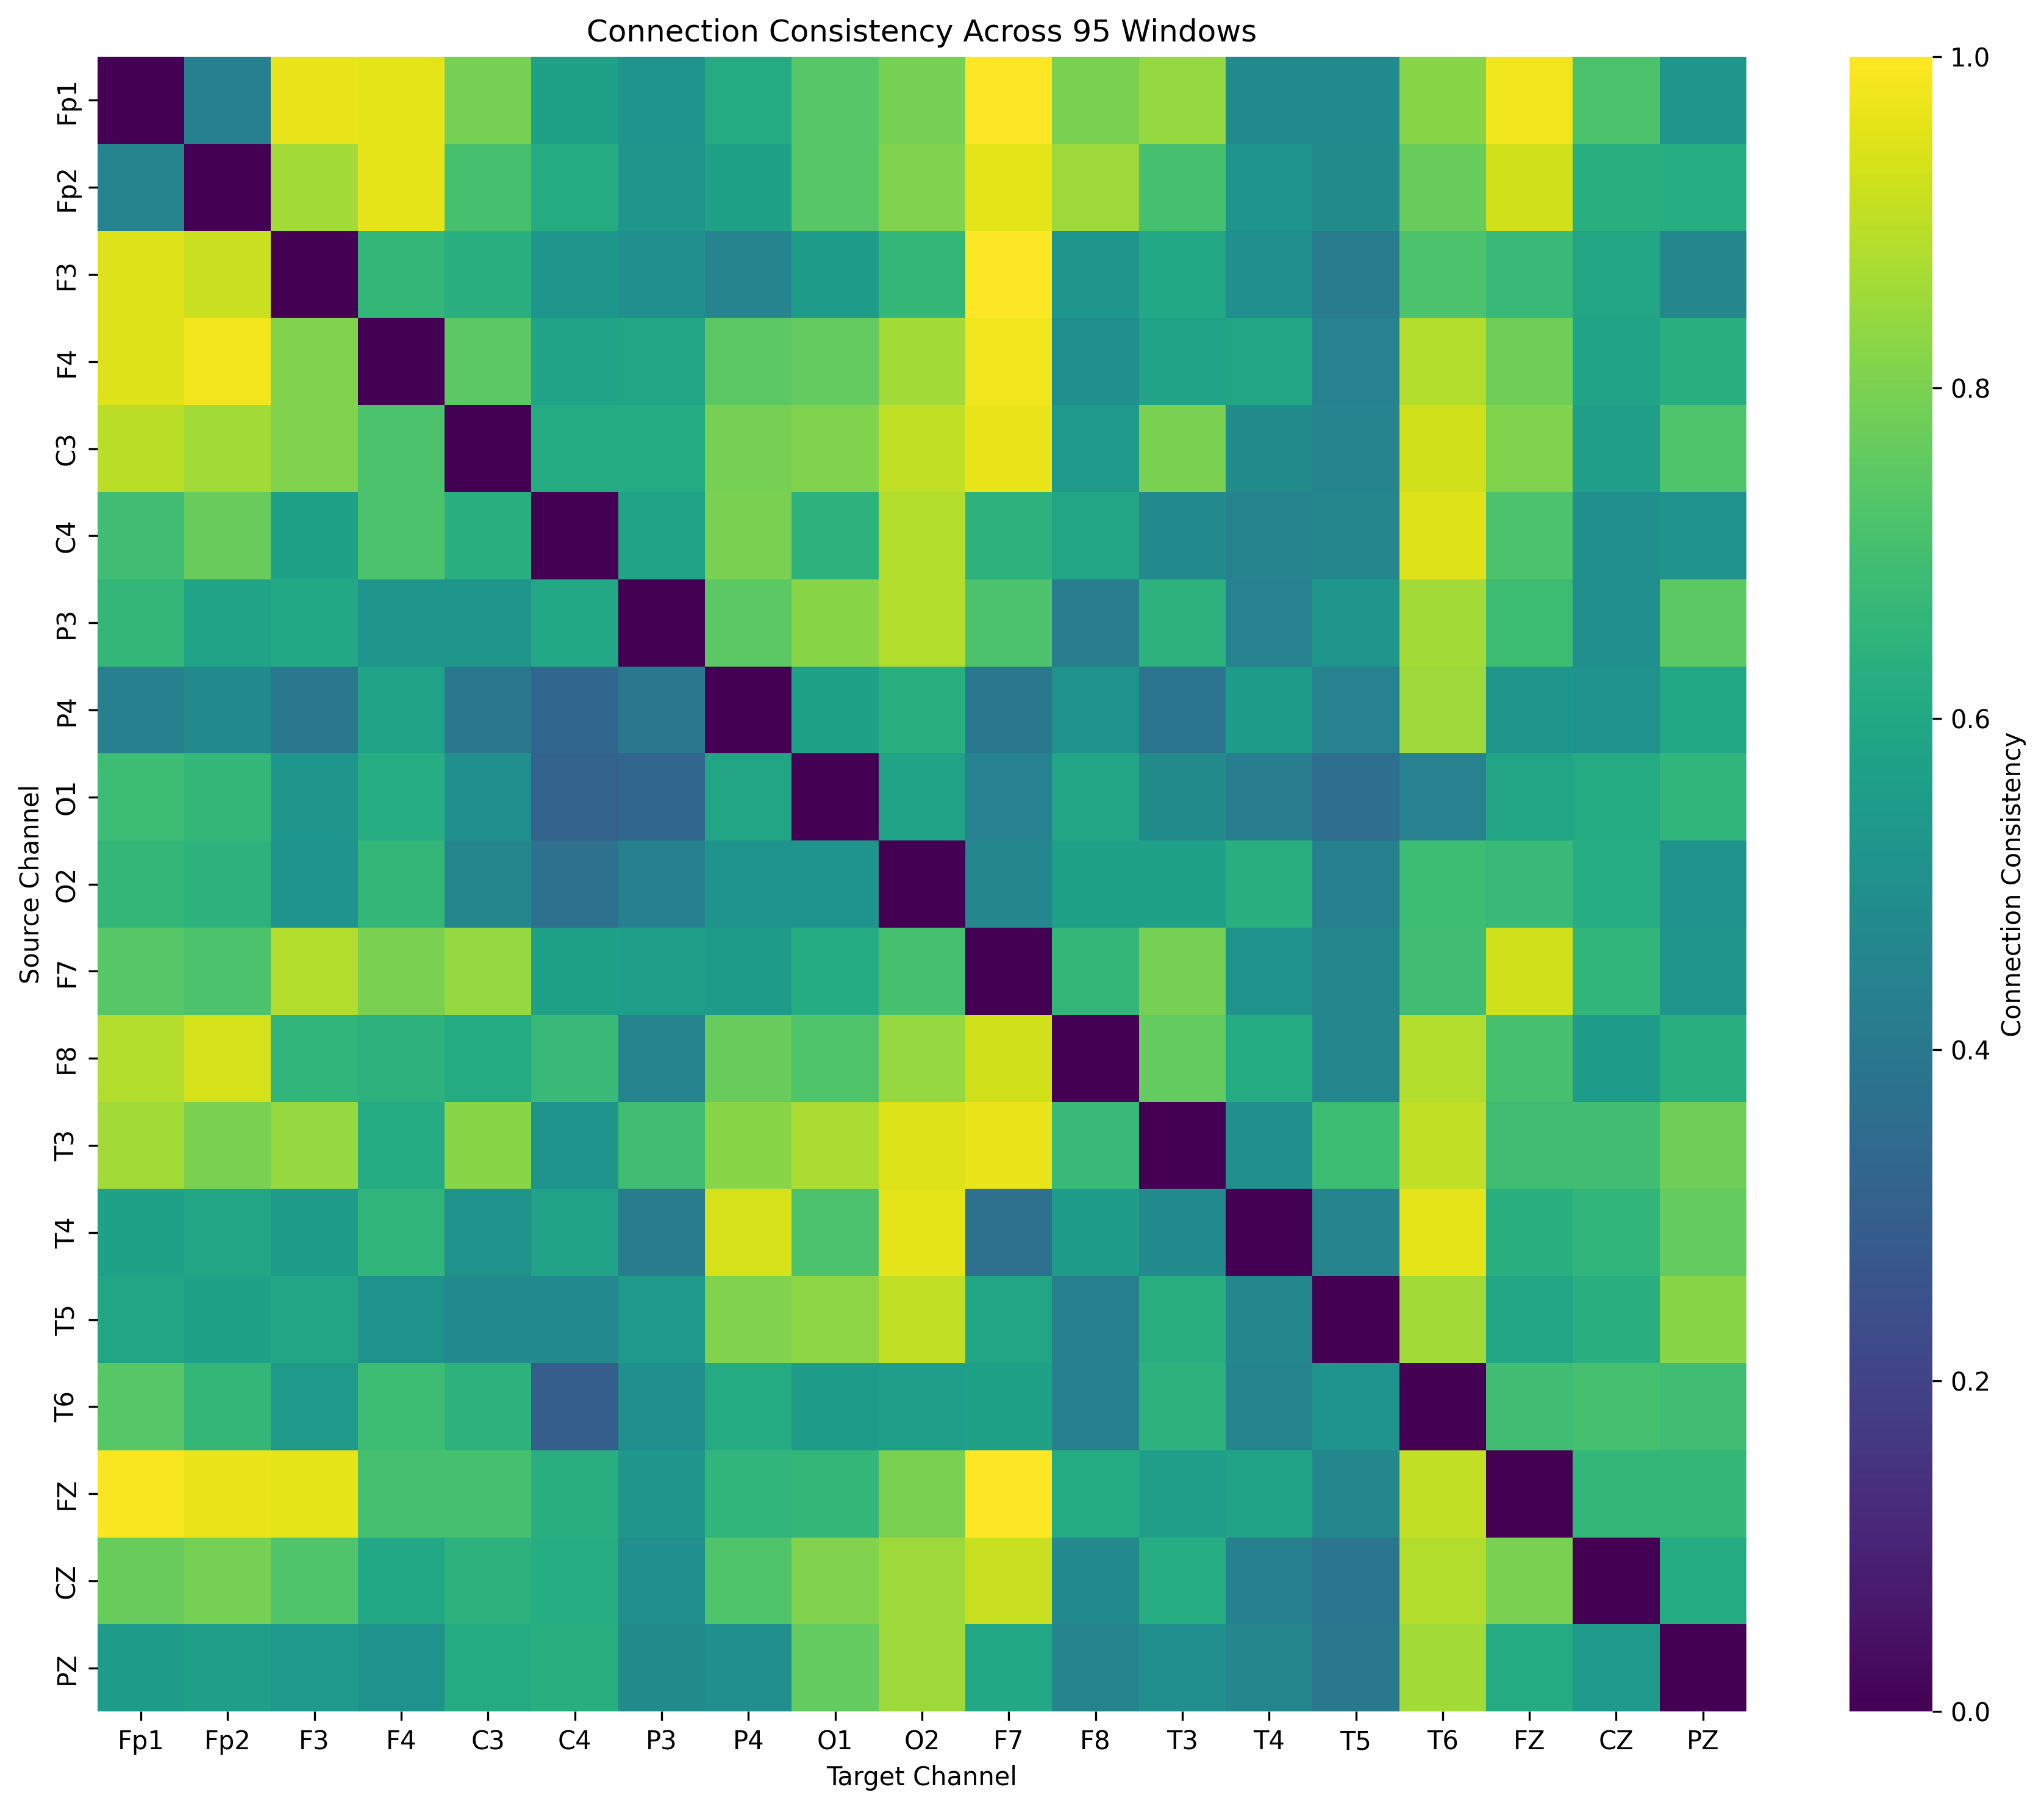 Connection Consistency Across 95 Windows
Source Channel
Fp1
Fp2
F3
F4
C3
C4
P3
P4
O1
O2
F7
F8
T3
T4
T5
T6
FZ
CZ
PZ
Fp1 Fp2 F3 F4 C3 C4 P3 P4 O1 O2 F7 F8 T3 T4 T5 T6 FZ CZ PZ
Target Channel
1.0
0.8
0.6
0.4
0.2
0.0
Connection Consistency